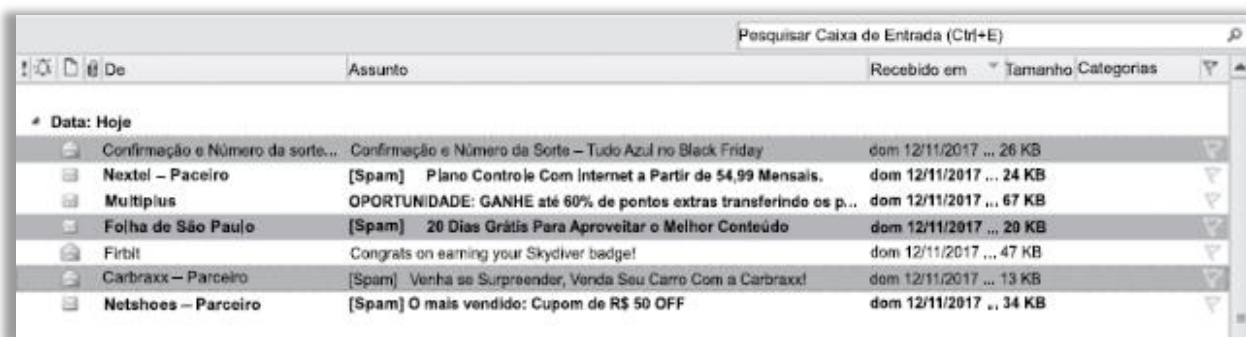 Pesquisar Caixa de Entrada (Ctrl+E)
! De Assunto Recebido em Tamanho Categorias
Data: Hoje
Confirmação e Número da sorte... Confirmação e Número da Sorte – Tudo Azul no Black Friday dom 12/11/2017 ... 26 KB
Nextel – Paceiro [Spam] Plano Controle Com Internet a Partir de 54,99 Mensais. dom 12/11/2017 ... 24 KB
Multiplus OPORTUNIDADE: GANHE até 60% de pontos extras transferindo os p... dom 12/11/2017 ... 67 KB
Folha de São Paulo [Spam] 20 Dias Grátis Para Aproveitar o Melhor Conteúdo dom 12/11/2017 ... 20 KB
Firbit Congrats on earning your Skydiver badge! dom 12/11/2017 ... 47 KB
Carbraxx – Parceiro [Spam] Venha se Surpreender, Venda Seu Carro Com a Carbraxx! dom 12/11/2017 ... 13 KB
Netshoes – Parceiro [Spam] O mais vendido: Cupom de R$ 50 OFF dom 12/11/2017 ... 34 KB